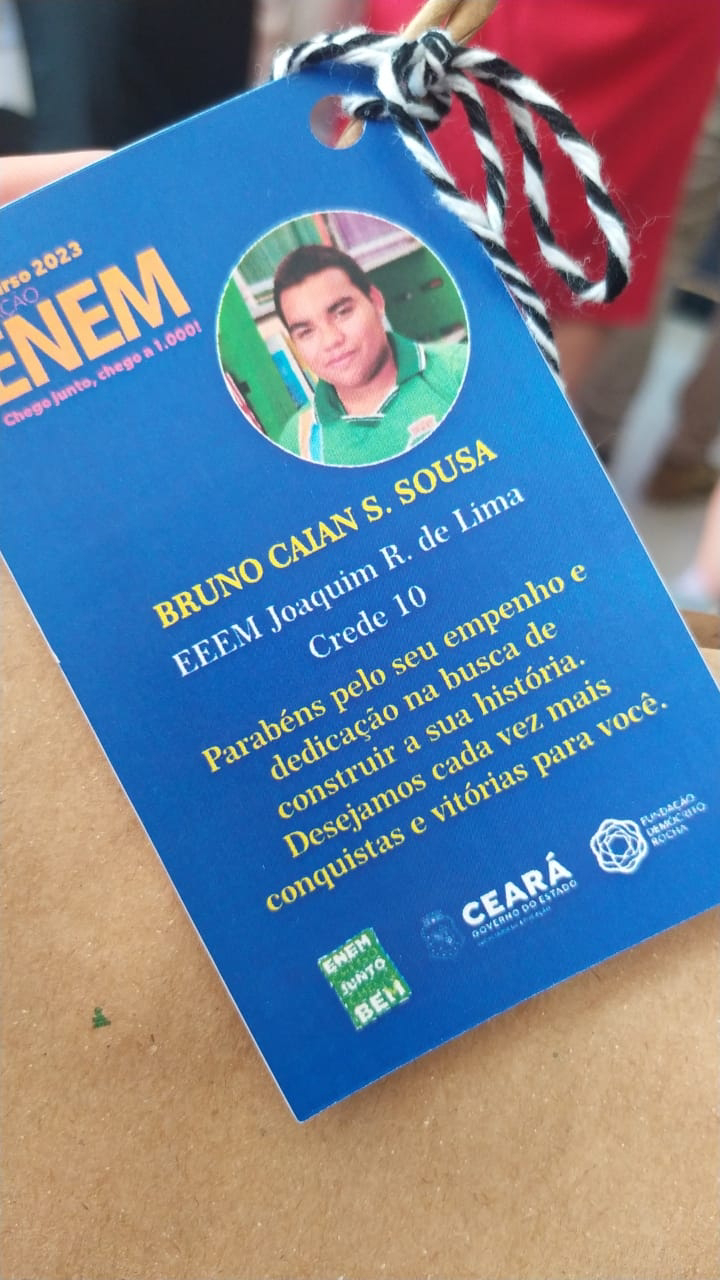 urso 2023
ÇÃO
ENEM
Chego junto, chego a 1.000!
BRUNO CAIAN S. SOUSA
EEEM Joaquim R. de Lima
Crede 10
Parabéns pelo seu empenho e
dedicação na busca de
construir a sua história.
Desejamos cada vez mais
conquistas e vitórias para você.
ENEM
JUNTO
BEM
CEARÁ
GOVERNO DO ESTADO
FUNDAÇÃO
DEMÓCRITO
ROCHA